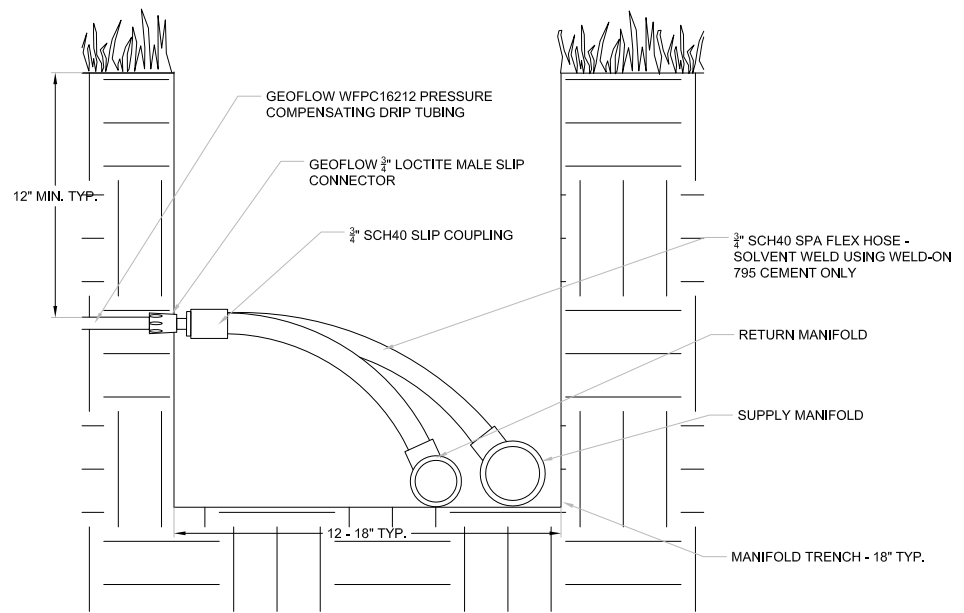 GEOFLOW WFPC16212 PRESSURE
COMPENSATING DRIP TUBING
GEOFLOW 3/4" LOCTITE MALE SLIP
CONNECTOR
12" MIN. TYP.
3/4" SCH40 SLIP COUPLING
3/4" SCH40 SPA FLEX HOSE -
SOLVENT WELD USING WELD-ON
795 CEMENT ONLY
RETURN MANIFOLD
SUPPLY MANIFOLD
12 - 18" TYP.
MANIFOLD TRENCH - 18" TYP.